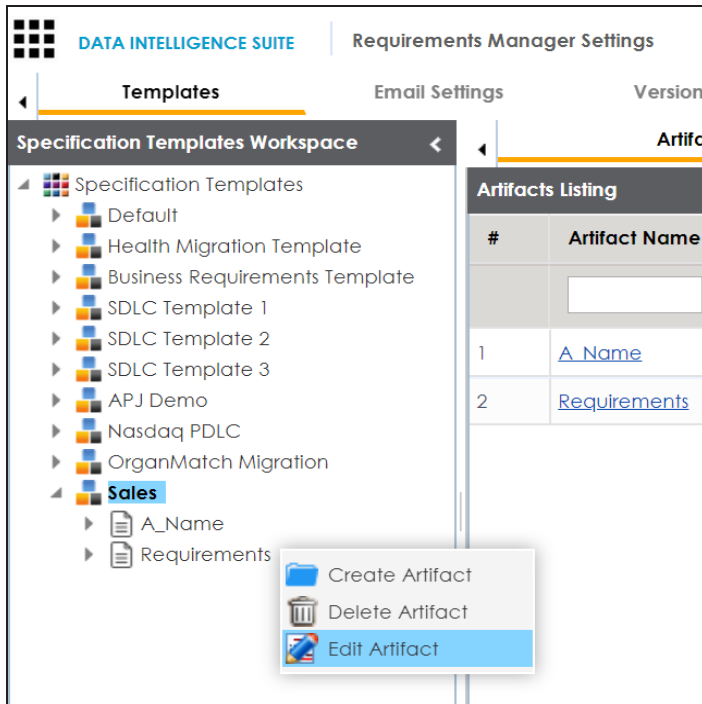 DATA INTELLIGENCE SUITE
Requirements Manager Settings
Templates
Email Settings
Version
Specification Templates Workspace
Specification Templates
Default
Health Migration Template
Business Requirements Template
SDLC Template 1
SDLC Template 2
SDLC Template 3
APJ Demo
Nasdaq PDLC
OrganMatch Migration
Sales
A_Name
Requirements
Create Artifact
Delete Artifact
Edit Artifact
Artifa
Artifacts Listing
# Artifact Name
1 A_Name
2 Requirements